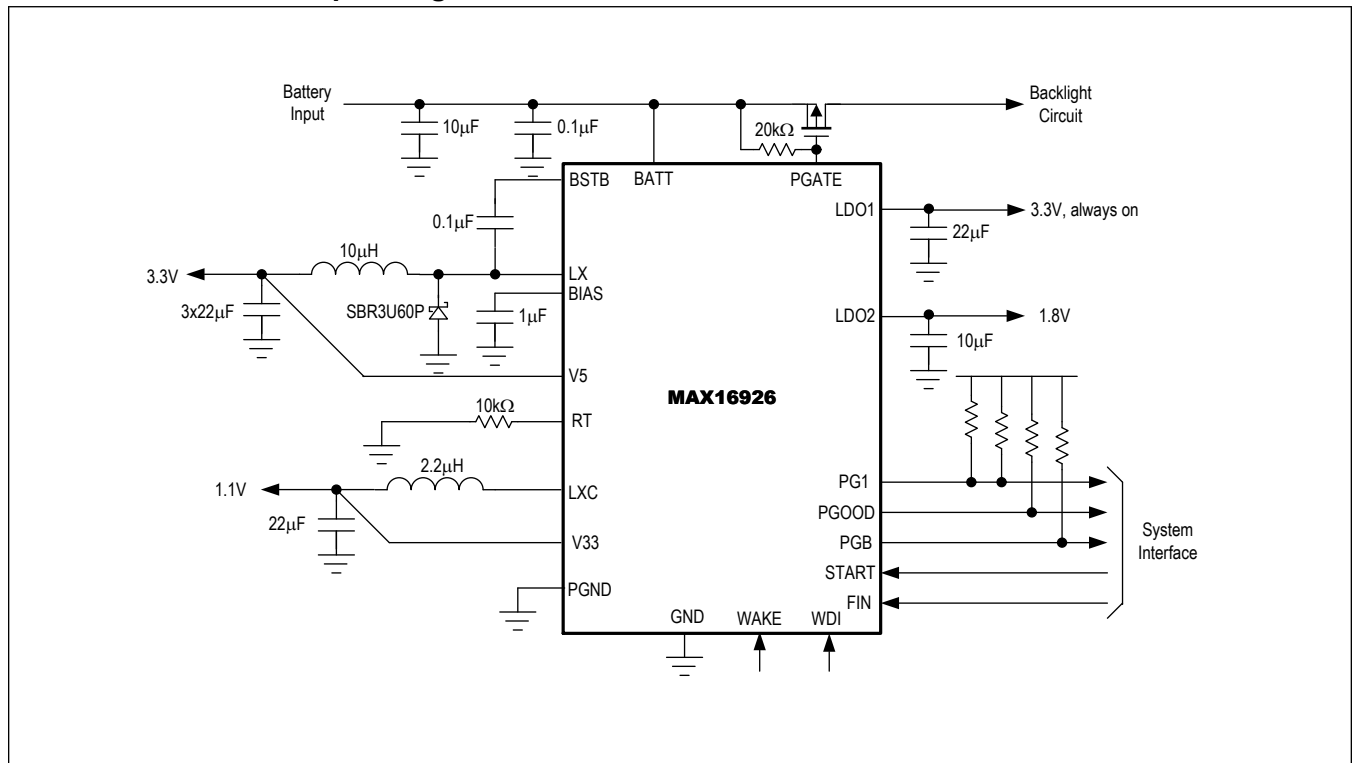 Battery
Input
Backlight
Circuit
10μF
0.1μF
20kΩ
BSTB
BATT
PGATE
LDO1
3.3V, always on
0.1μF
22μF
10μH
3.3V
LX
BIAS
3x22μF
SBR3U60P
1μF
LDO2
1.8V
10μF
V5
MAX16926
10kΩ
RT
2.2μH
1.1V
LXC
PG1
22μF
PGOOD
V33
PGB
System
Interface
START
PGND
FIN
GND
WAKE
WDI